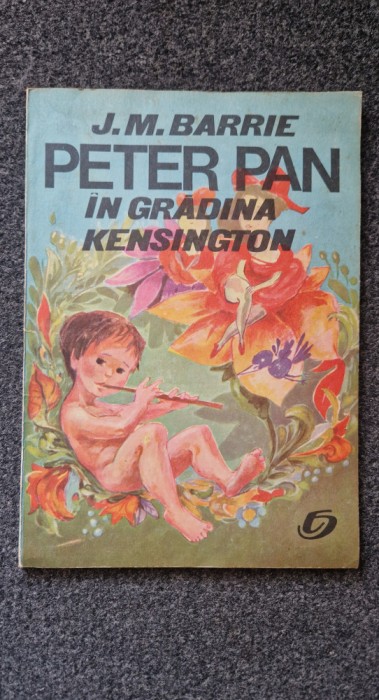 J.M. BARRIE
PETER PAN
ÎN GRĂDINA
KENSINGTON